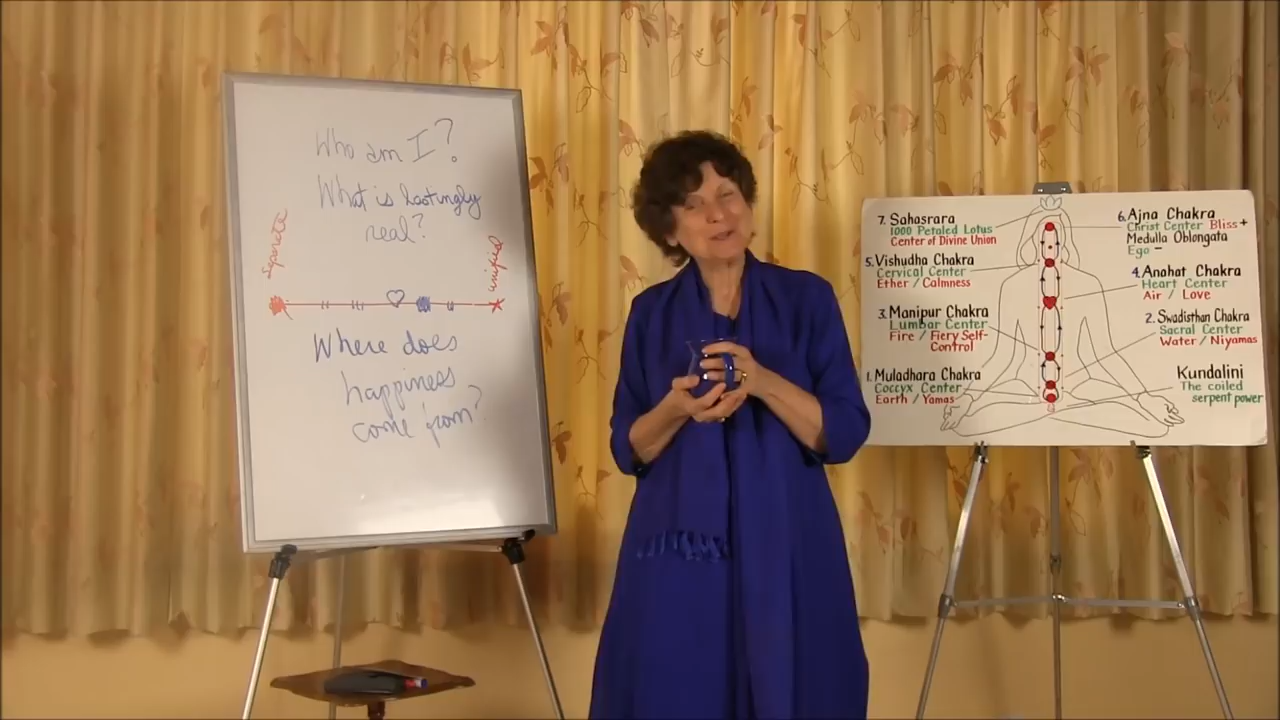 Who am I?
What is lastingly
real?
separate
unified
Where does
happiness
come from?
7. Sahasrara
1000 Petaled Lotus
Center of Divine Union
6. Ajna Chakra
Christ Center Bliss +
Medulla Oblongata
Ego -
5. Vishudha Chakra
Cervical Center
Ether / Calmness
4. Anahat Chakra
Heart Center
Air / Love
3. Manipur Chakra
Lumbar Center
Fire / Fiery Self-
Control
2. Swadisthan Chakra
Sacral Center
Water / Niyamas
1. Muladhara Chakra
Coccyx Center
Earth / Yamas
Kundalini
The coiled
serpent power